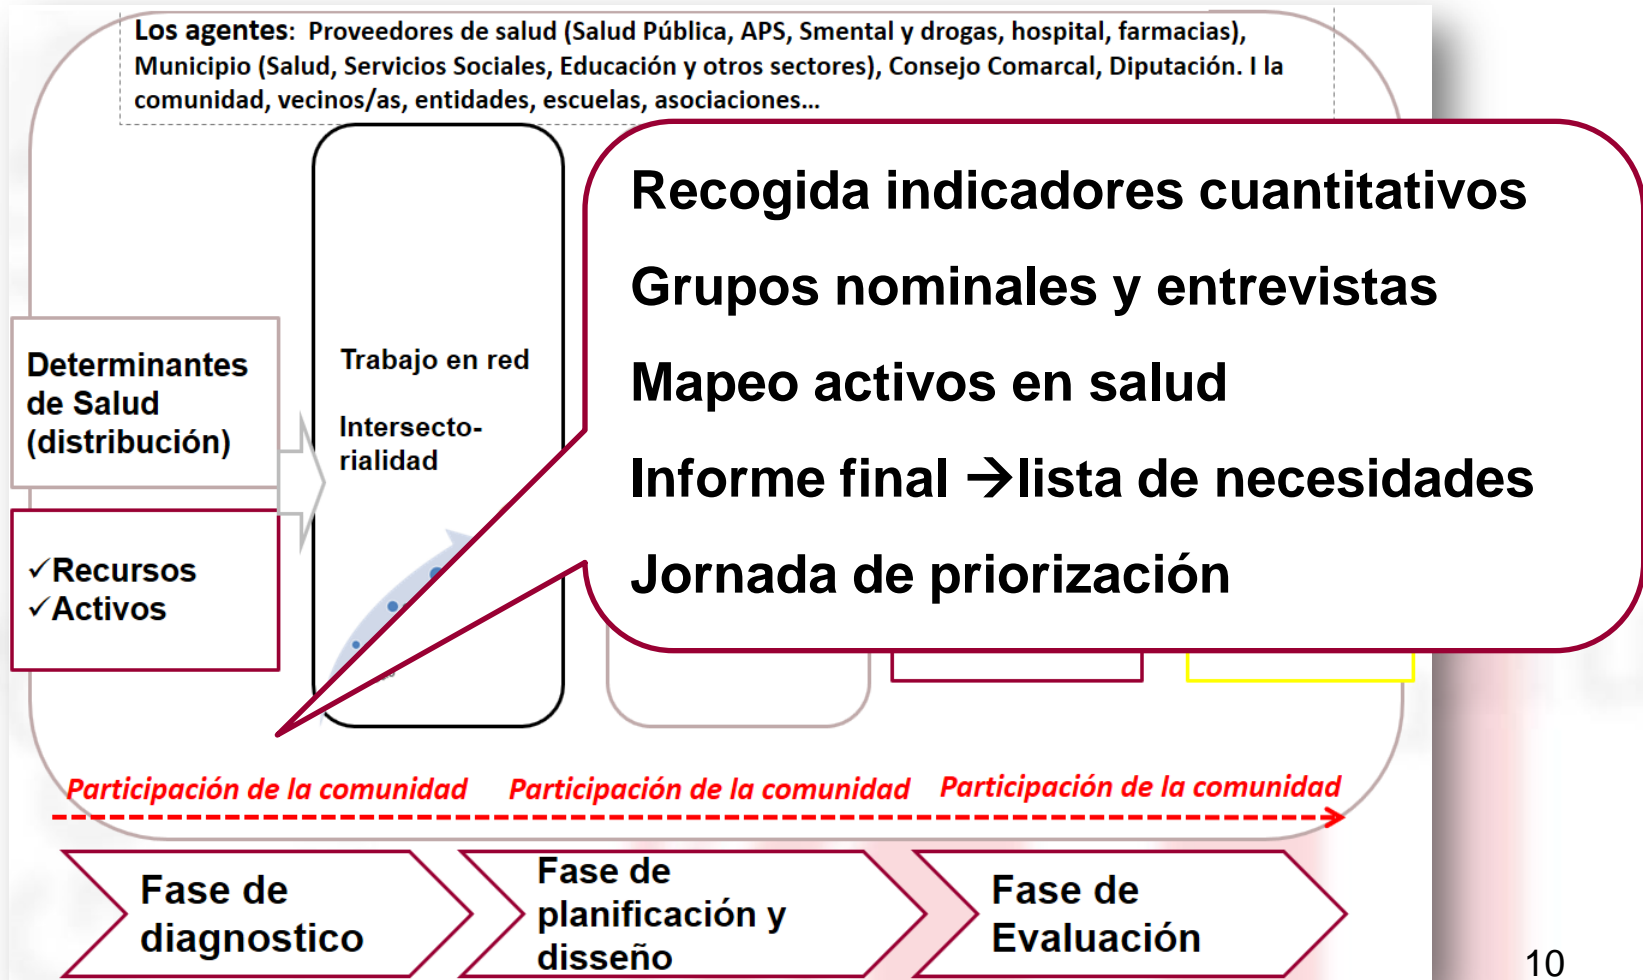 Los agentes: Proveedores de salud (Salud Pública, APS, Smental y drogas, hospital, farmacias),
Municipio (Salud, Servicios Sociales, Educación y otros sectores), Consejo Comarcal, Diputación. I la
comunidad, vecinos/as, entidades, escuelas, asociaciones...
Recogida indicadores cuantitativos
Grupos nominales y entrevistas
Mapeo activos en salud
Informe final →lista de necesidades
Jornada de priorización
Determinantes
de Salud
(distribución)
✓Recursos
✓Activos
Trabajo en red
Intersecto-
rialidad
Participación de la comunidad Participación de la comunidad Participación de la comunidad
Fase de
diagnostico
Fase de
planificación y
disseño
Fase de
Evaluación
10